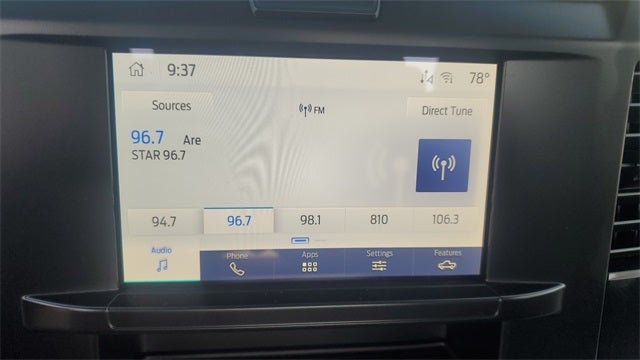 9:37 78°
Sources FM Direct Tune
96.7 Are
STAR 96.7
94.7 96.7 98.1 810 106.3
Audio Phone Apps Settings Features